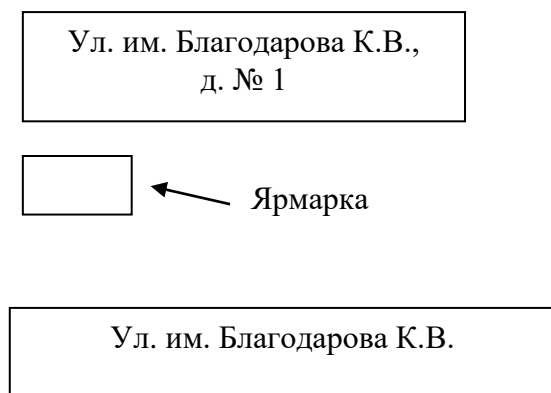 Ул. им. Благодарова К.В.,
д. № 1
Ярмарка
Ул. им. Благодарова К.В.